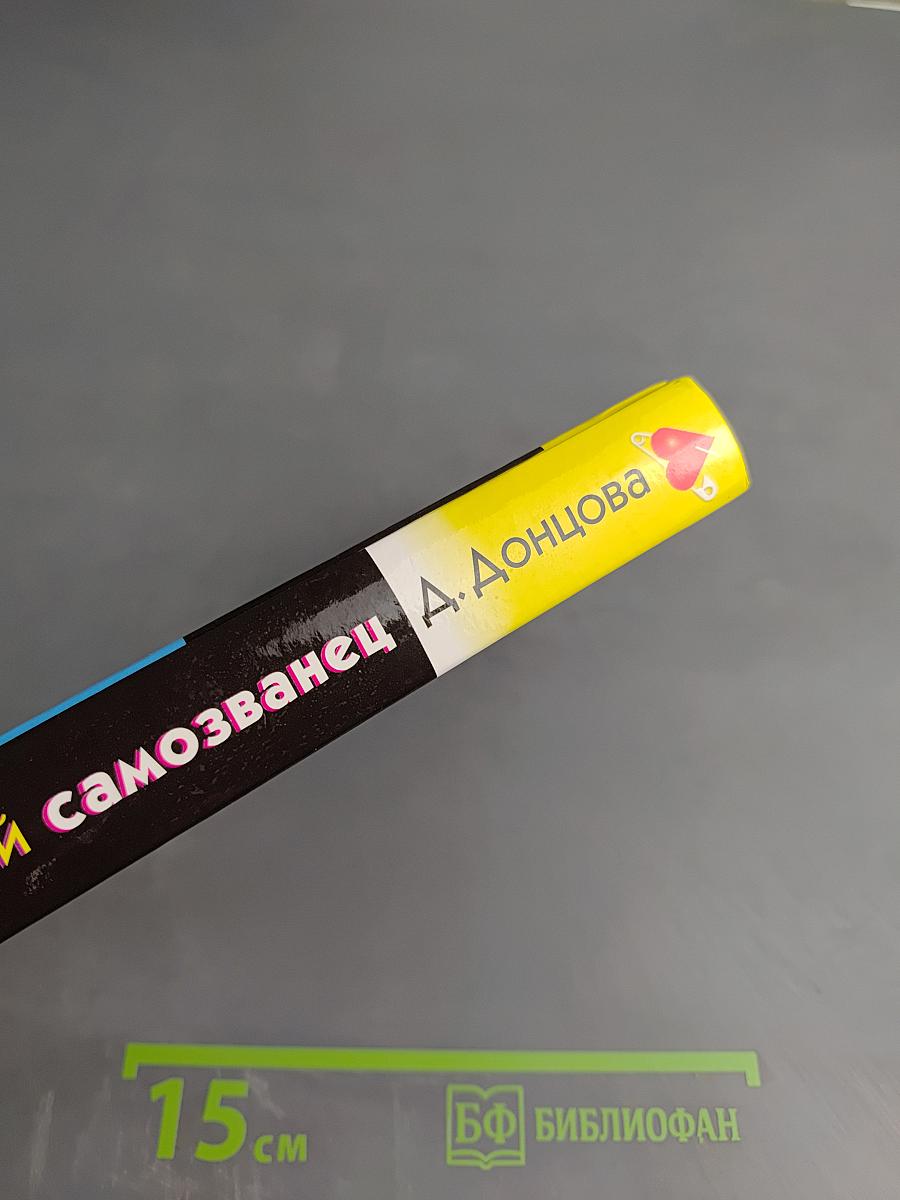 й самозванец
Д. Донцова
15 см
БФ БИБЛИОФАН